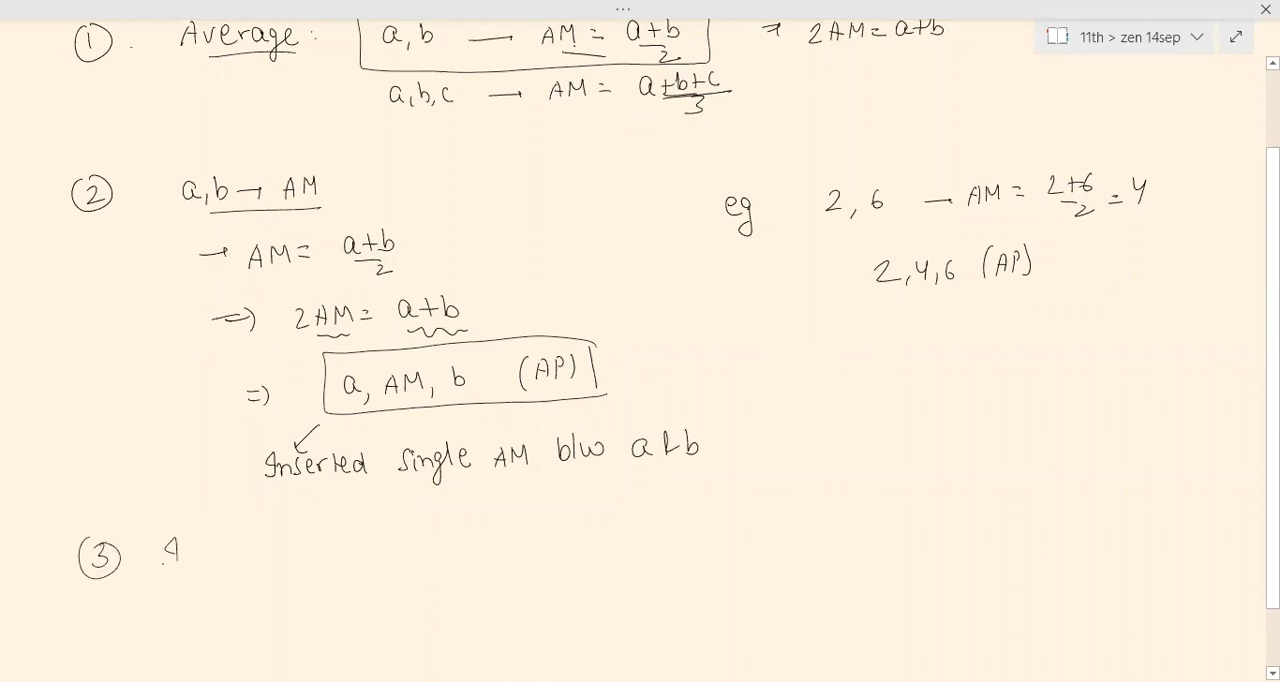 ① . Average : a, b — AM = a+b/2 → 2AM = a+b
11th > zen 14sep
a, b, c — AM = a+b+c/3
② a, b → AM
eg 2, 6 — AM = 2+6/2 = 4
→ AM = a+b/2
2, 4, 6 (AP)
=) 2AM = a+b
=) a, AM, b (AP)
Inserted single AM b/w a & b
③